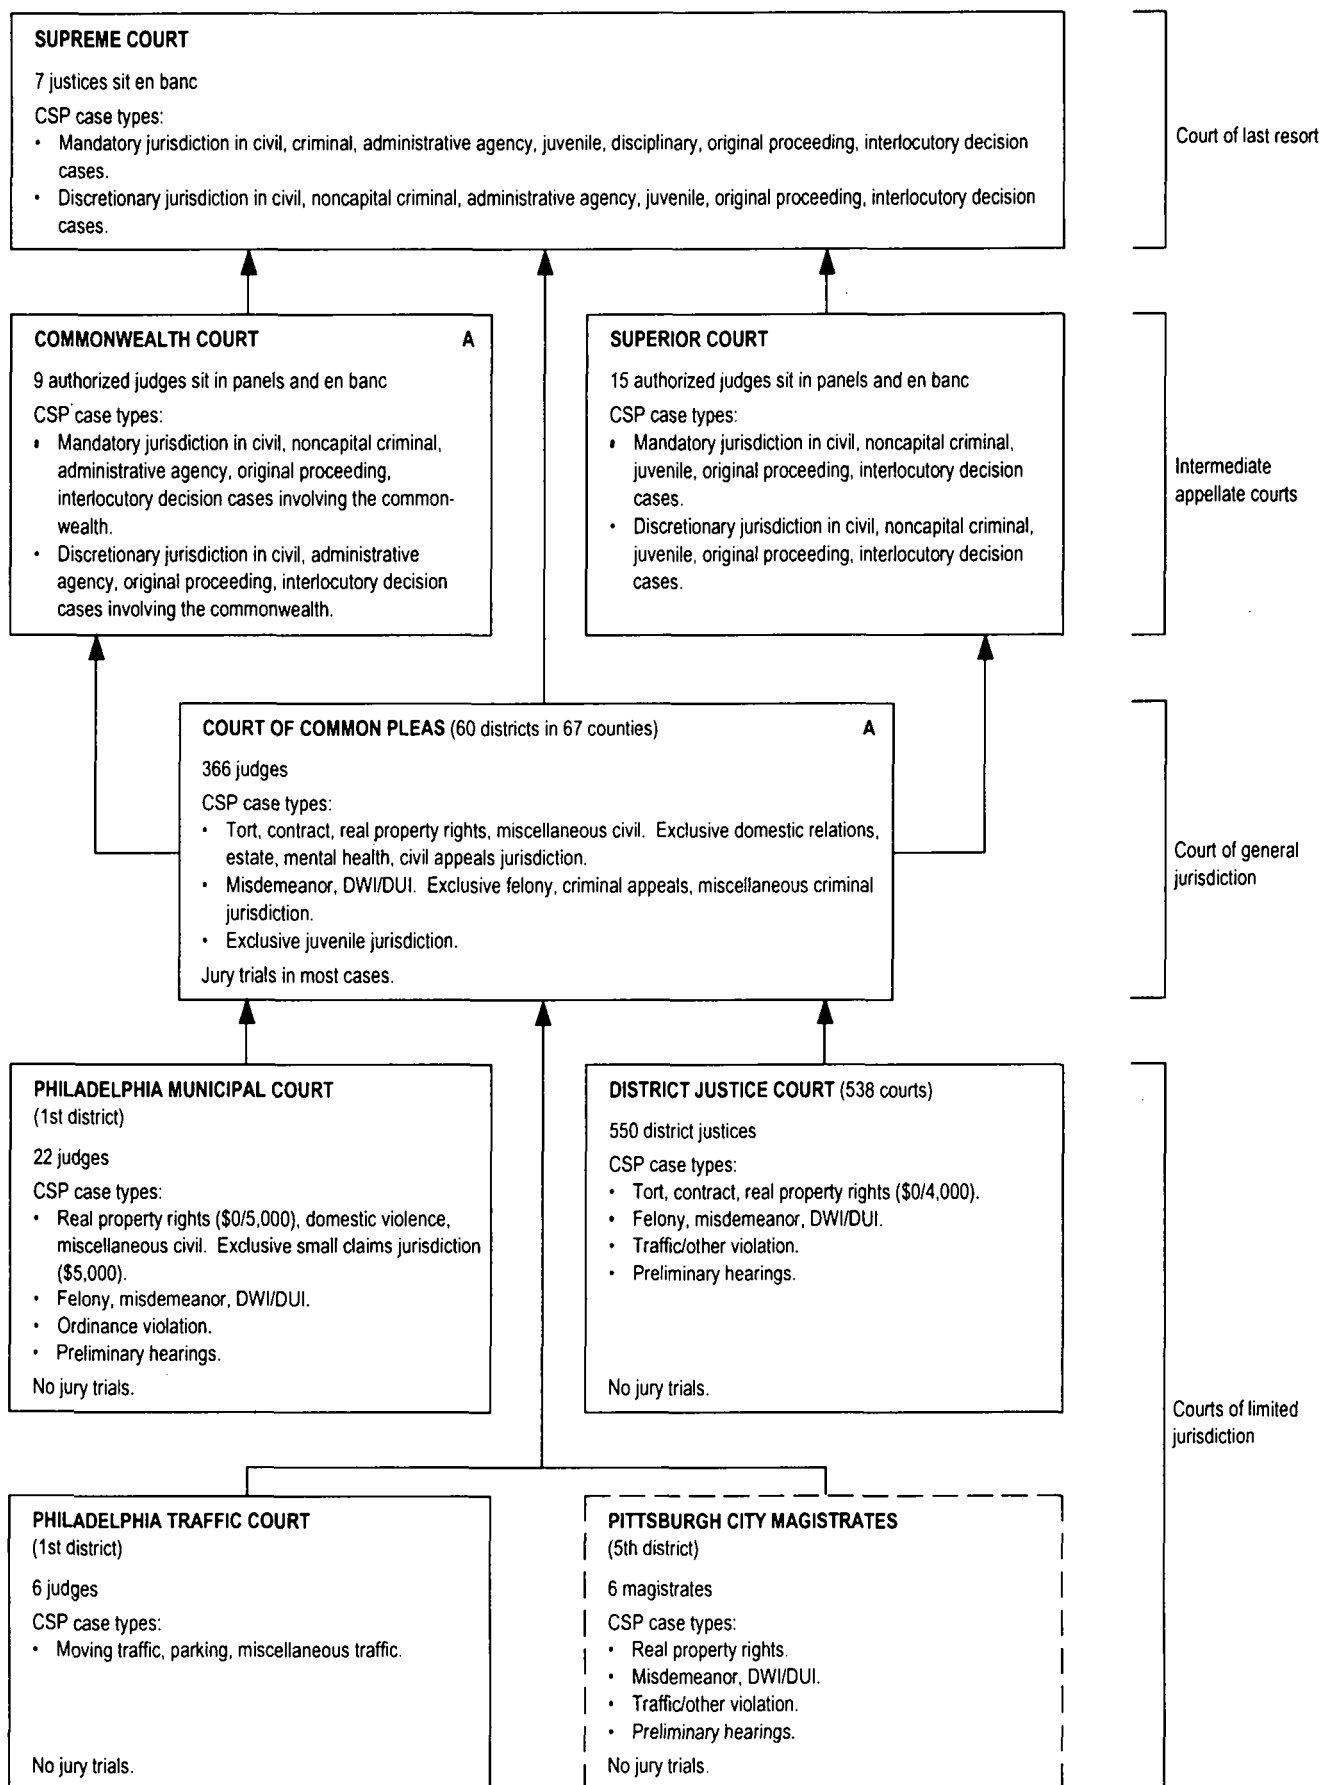 SUPREME COURT
7 justices sit en banc
CSP case types:
• Mandatory jurisdiction in civil, criminal, administrative agency, juvenile, disciplinary, original proceeding, interlocutory decision
cases.
• Discretionary jurisdiction in civil, noncapital criminal, administrative agency, juvenile, original proceeding, interlocutory decision
cases.
Court of last resort
COMMONWEALTH COURT A
9 authorized judges sit in panels and en banc
CSP case types:
• Mandatory jurisdiction in civil, noncapital criminal,
administrative agency, original proceeding,
interlocutory decision cases involving the common-
wealth.
• Discretionary jurisdiction in civil, administrative
agency, original proceeding, interlocutory decision
cases involving the commonwealth.
SUPERIOR COURT
15 authorized judges sit in panels and en banc
CSP case types:
• Mandatory jurisdiction in civil, noncapital criminal,
juvenile, original proceeding, interlocutory decision
cases.
• Discretionary jurisdiction in civil, noncapital criminal,
juvenile, original proceeding, interlocutory decision
cases.
Intermediate
appellate courts
COURT OF COMMON PLEAS (60 districts in 67 counties) A
366 judges
CSP case types:
• Tort, contract, real property rights, miscellaneous civil. Exclusive domestic relations,
estate, mental health, civil appeals jurisdiction.
• Misdemeanor, DWI/DUI. Exclusive felony, criminal appeals, miscellaneous criminal
jurisdiction.
• Exclusive juvenile jurisdiction.
Jury trials in most cases.
Court of general
jurisdiction
PHILADELPHIA MUNICIPAL COURT
(1st district)
22 judges
CSP case types:
• Real property rights ($0/5,000), domestic violence,
miscellaneous civil. Exclusive small claims jurisdiction
($5,000).
• Felony, misdemeanor, DWI/DUI.
• Ordinance violation.
• Preliminary hearings.
No jury trials.
DISTRICT JUSTICE COURT (538 courts)
550 district justices
CSP case types:
• Tort, contract, real property rights ($0/4,000).
• Felony, misdemeanor, DWI/DUI.
• Traffic/other violation.
• Preliminary hearings.
No jury trials.
Courts of limited
jurisdiction
PHILADELPHIA TRAFFIC COURT
(1st district)
6 judges
CSP case types:
• Moving traffic, parking, miscellaneous traffic.
No jury trials.
PITTSBURGH CITY MAGISTRATES
(5th district)
6 magistrates
CSP case types:
• Real property rights.
• Misdemeanor, DWI/DUI.
• Traffic/other violation.
• Preliminary hearings.
No jury trials.